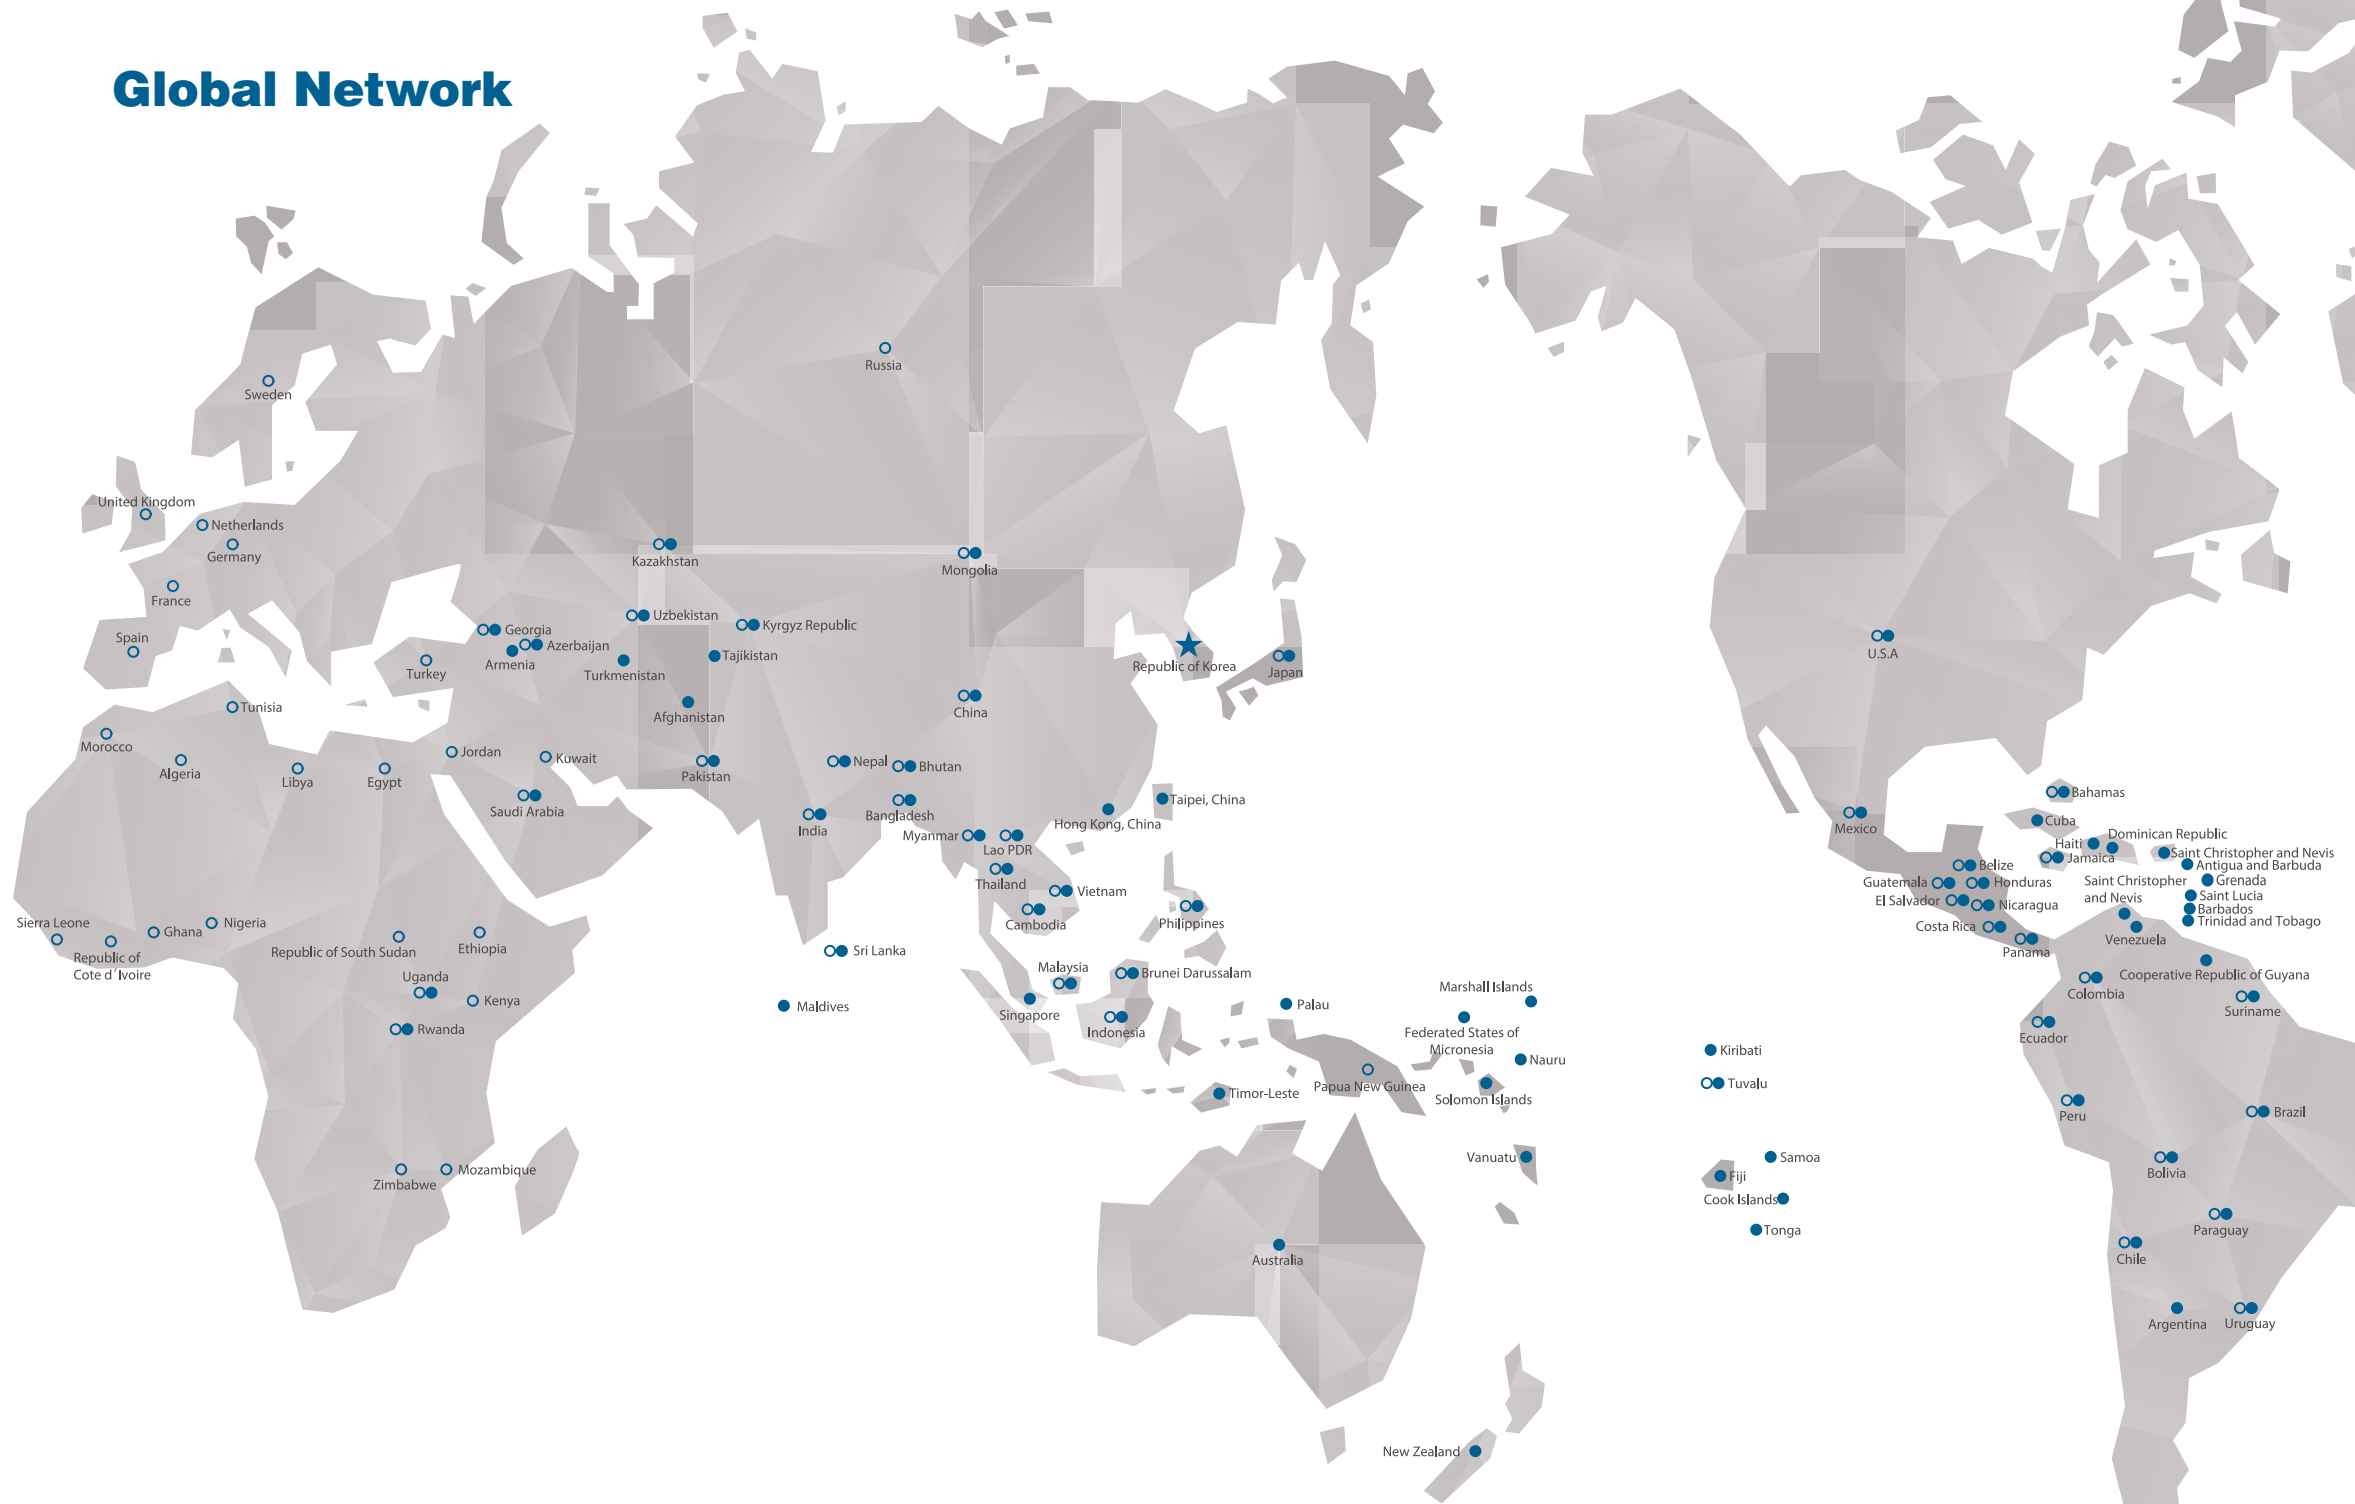 Global Network
Russia
Sweden
United Kingdom
Netherlands
Germany
France
Spain
Kazakhstan
Mongolia
Uzbekistan
Kyrgyz Republic
Georgia
Azerbaijan
Armenia
Turkey
Turkmenistan
Tajikistan
Afghanistan
Republic of Korea
Japan
China
U.S.A
Tunisia
Morocco
Algeria
Libya
Egypt
Jordan
Kuwait
Saudi Arabia
Pakistan
Nepal
Bhutan
India
Bangladesh
Myanmar
Lao PDR
Hong Kong, China
Taipei, China
Thailand
Vietnam
Cambodia
Philippines
Sierra Leone
Republic of
Cote d´Ivoire
Ghana
Nigeria
Republic of South Sudan
Ethiopia
Uganda
Kenya
Rwanda
Zimbabwe
Mozambique
Sri Lanka
Maldives
Malaysia
Brunei Darussalam
Singapore
Indonesia
Palau
Marshall Islands
Federated States of
Micronesia
Nauru
Timor-Leste
Papua New Guinea
Solomon Islands
Kiribati
Tuvalu
Vanuatu
Samoa
Fiji
Cook Islands
Tonga
Australia
New Zealand
Mexico
Bahamas
Cuba
Dominican Republic
Haiti
Jamaica
Saint Christopher and Nevis
Antigua and Barbuda
Belize
Guatemala
Honduras
Saint Christopher
and Nevis
Grenada
Saint Lucia
Barbados
Trinidad and Tobago
El Salvador
Nicaragua
Costa Rica
Panama
Venezuela
Cooperative Republic of Guyana
Colombia
Suriname
Ecuador
Peru
Brazil
Bolivia
Paraguay
Chile
Argentina
Uruguay